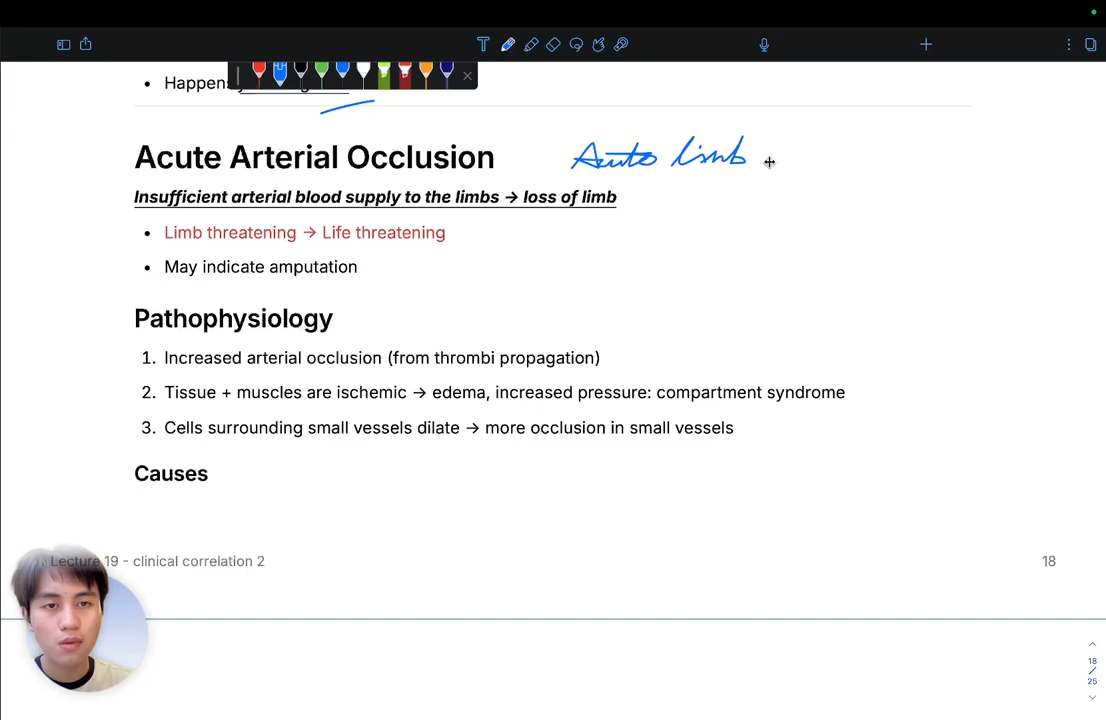 • Happens
Acute Arterial Occlusion
limb
Insufficient arterial blood supply to the limbs → loss of limb
• Limb threatening → Life threatening
• May indicate amputation
Pathophysiology
1. Increased arterial occlusion (from thrombi propagation)
2. Tissue + muscles are ischemic → edema, increased pressure: compartment syndrome
3. Cells surrounding small vessels dilate → more occlusion in small vessels
Causes
Lecture 19 - clinical correlation 2
18
18
/
25